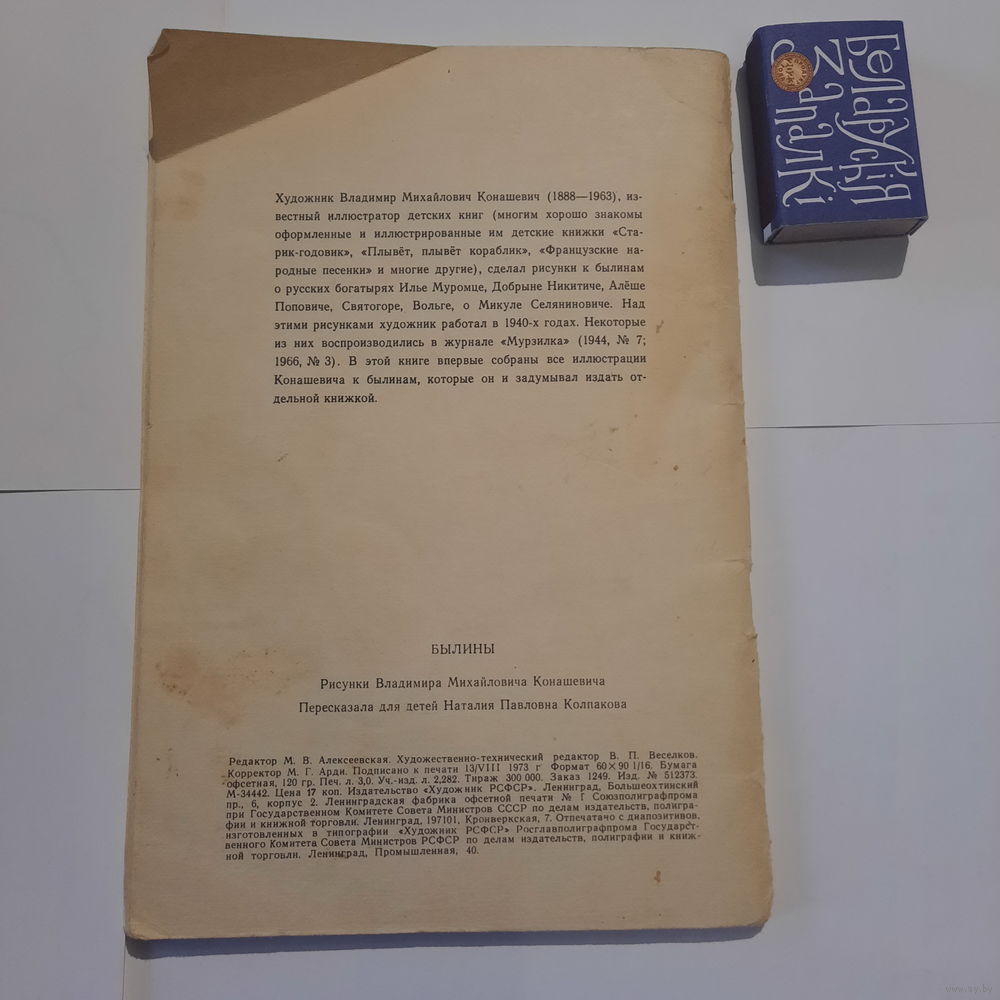 Художник Владимир Михайлович Конашевич (1888—1963), из-
вестный иллюстратор детских книг (многим хорошо знакомы
оформленные и иллюстрированные им детские книжки «Ста-
рик-годовик», «Плывёт, плывёт кораблик», «Французские на-
родные песенки» и многие другие), сделал рисунки к былинам
о русских богатырях Илье Муромце, Добрыне Никитиче, Алёше
Поповиче, Святогоре, Вольге, о Микуле Селяниновиче. Над
этими рисунками художник работал в 1940-х годах. Некоторые
из них воспроизводились в журнале «Мурзилка» (1944, № 7;
1966, № 3). В этой книге впервые собраны все иллюстрации
Конашевича к былинам, которые он и задумывал издать от-
дельной книжкой.
БЫЛИНЫ
Рисунки Владимира Михайловича Конашевича
Пересказала для детей Наталия Павловна Колпакова
Редактор М. В. Алексеевская. Художественно-технический редактор В. П. Веселков.
Корректор М. Г. Арди. Подписано к печати 13/VIII 1973 г Формат 60×90 1/16. Бумага
офсетная, 120 гр. Печ. л. 3,0. Уч.-изд. л. 2,282. Тираж 300 000. Заказ 1249. Изд. № 512373.
М-34442. Цена 17 коп. Издательство «Художник РСФСР». Ленинград, Большеохтинский
пр., 6, корпус 2. Ленинградская фабрика офсетной печати № 1 Союзполиграфпрома
при Государственном Комитете Совета Министров СССР по делам издательств, полигра-
фии и книжной торговли. Ленинград, 197101, Кронверкская, 7. Отпечатано с диапозитивов,
изготовленных в типографии «Художник РСФСР» Росглавполиграфпрома Государст-
венного Комитета Совета Министров РСФСР по делам издательств, полиграфии и книж-
ной торговли. Ленинград, Промышленная, 40.
Беларускія
Zапалкі
www.ay.by